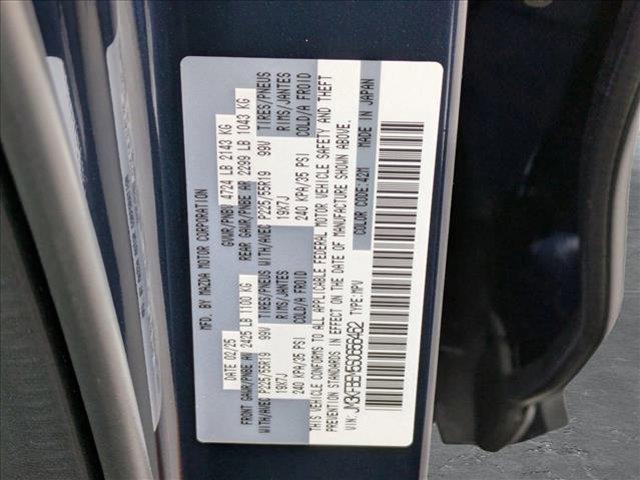 MFD. BY MAZDA MOTOR CORPORATION
DATE 02/25 GVWR/PNBV 4724 LB 2143 KG
FRONT GAWR/PNBE AV 2425 LB 1100 KG REAR GAWR/PNBE AR 2299 LB 1043 KG
WITH/AVEC P225/55R19 99V TIRES/PNEUS WITH/AVEC P225/55R19 99V TIRES/PNEUS
19X7J RIMS/JANTES 19X7J RIMS/JANTES
240 KPA/35 PSI COLD/A FROID 240 KPA/35 PSI COLD/A FROID
THIS VEHICLE CONFORMS TO ALL APPLICABLE FEDERAL MOTOR VEHICLE SAFETY AND THEFT
PREVENTION STANDARDS IN EFFECT ON THE DATE OF MANUFACTURE SHOWN ABOVE.
VIN: TYPE:MPV COLOR CODE:42M MADE IN JAPAN